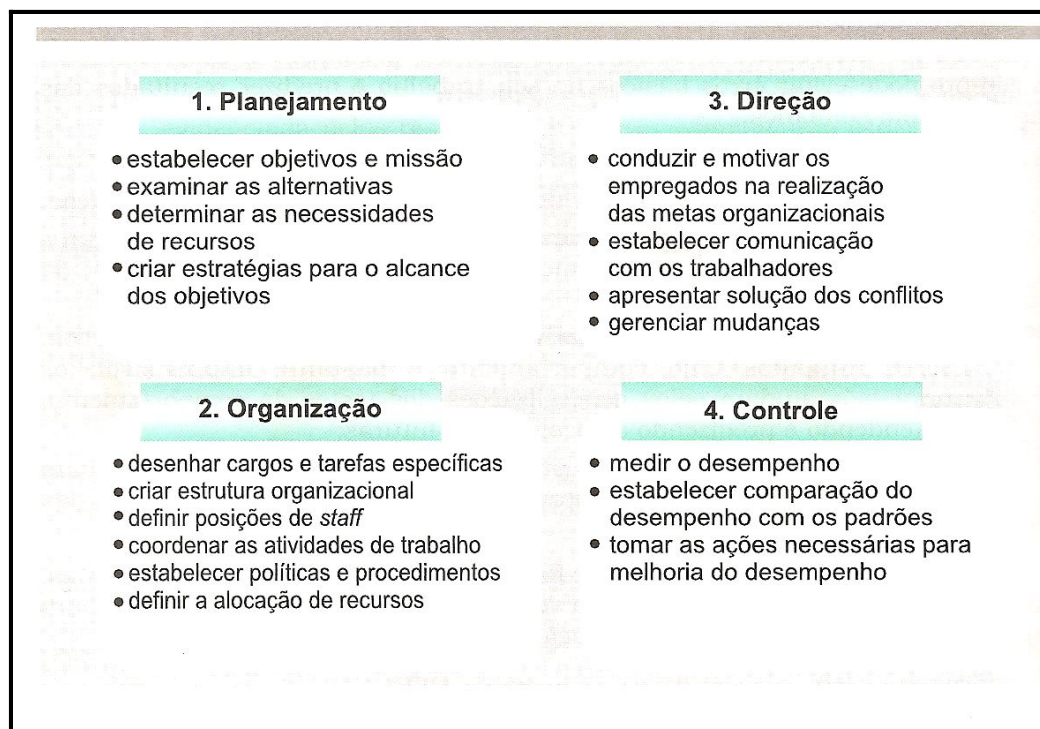 1. Planejamento
• estabelecer objetivos e missão
• examinar as alternativas
• determinar as necessidades
de recursos
• criar estratégias para o alcance
dos objetivos
2. Organização
• desenhar cargos e tarefas específicas
• criar estrutura organizacional
• definir posições de staff
• coordenar as atividades de trabalho
• estabelecer políticas e procedimentos
• definir a alocação de recursos
3. Direção
• conduzir e motivar os
empregados na realização
das metas organizacionais
• estabelecer comunicação
com os trabalhadores
• apresentar solução dos conflitos
• gerenciar mudanças
4. Controle
• medir o desempenho
• estabelecer comparação do
desempenho com os padrões
• tomar as ações necessárias para
melhoria do desempenho